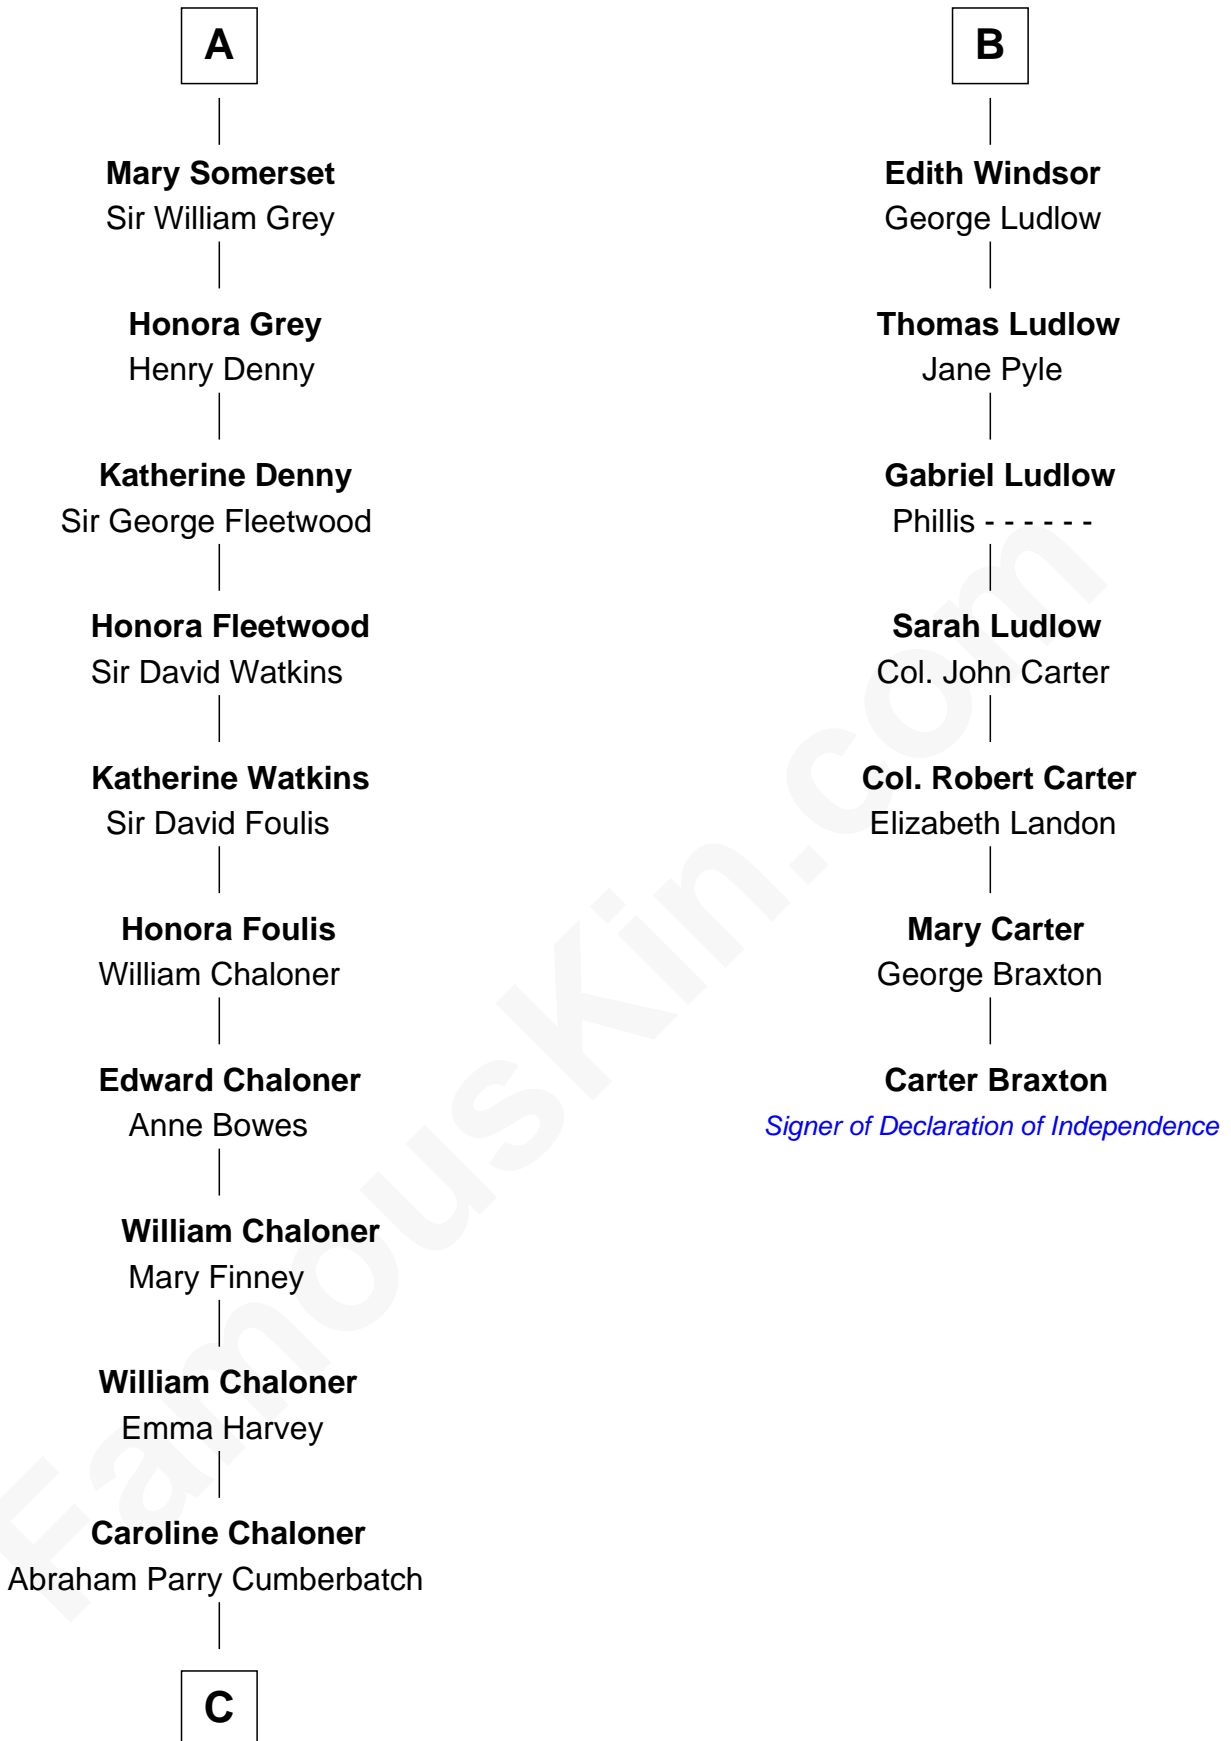 A
Mary Somerset
Sir William Grey
Honora Grey
Henry Denny
Katherine Denny
Sir George Fleetwood
Honora Fleetwood
Sir David Watkins
Katherine Watkins
Sir David Foulis
Honora Foulis
William Chaloner
Edward Chaloner
Anne Bowes
William Chaloner
Mary Finney
William Chaloner
Emma Harvey
Caroline Chaloner
Abraham Parry Cumberbatch
C
B
Edith Windsor
George Ludlow
Thomas Ludlow
Jane Pyle
Gabriel Ludlow
Phillis - - - - - -
Sarah Ludlow
Col. John Carter
Col. Robert Carter
Elizabeth Landon
Mary Carter
George Braxton
Carter Braxton
Signer of Declaration of Independence
FamousKin.com